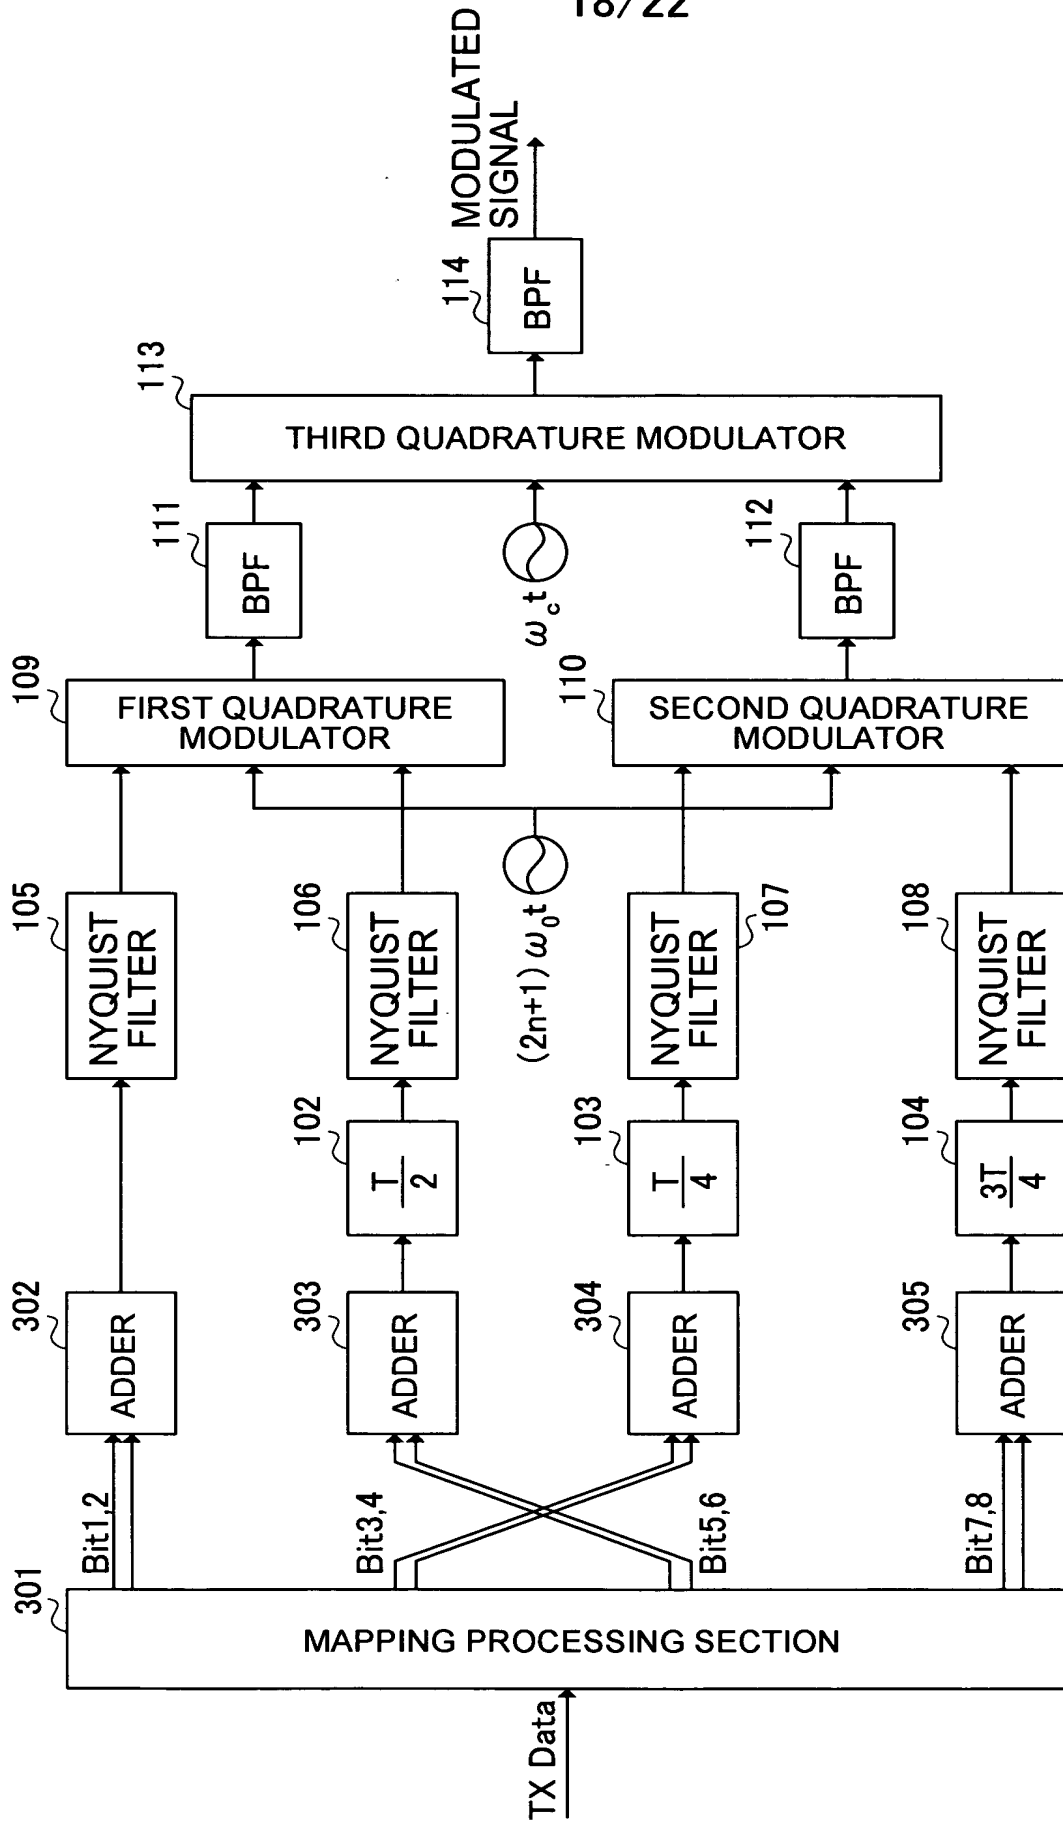 18/22
TX Data
301
MAPPING PROCESSING SECTION
Bit1,2
Bit3,4
Bit5,6
Bit7,8
302
ADDER
303
ADDER
304
ADDER
305
ADDER
102
T
2
103
T
4
104
3T
4
105
NYQUIST
FILTER
106
NYQUIST
FILTER
NYQUIST
FILTER
107
108
NYQUIST
FILTER
(2n+1) ω0 t
109
FIRST QUADRATURE
MODULATOR
110
SECOND QUADRATURE
MODULATOR
111
BPF
ωc t
112
BPF
113
THIRD QUADRATURE MODULATOR
114
BPF
MODULATED
SIGNAL